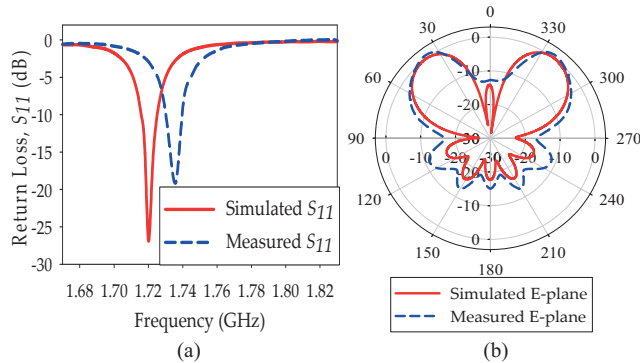 (a)
0
-5
-10
-15
-20
-25
-30
Return Loss, S11 (dB)
Simulated S11
Measured S11
1.68 1.70 1.72 1.74 1.76 1.78 1.80 1.82
Frequency (GHz)
(a)
(b)
0
30 330
60 300
90 270
120 240
150 210
180
0
-10
-20
0 -10 -20 -30 -20 -10 0
-30
-20
-10
0
Simulated E-plane
Measured E-plane
(b)